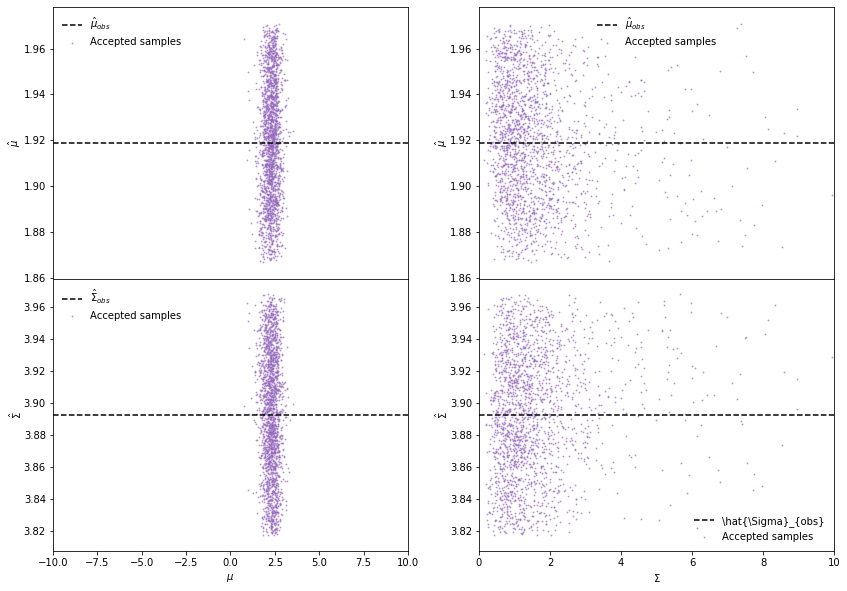 1.96
1.94
1.92
1.90
1.88
1.86
μ̂
μ̂_obs
Accepted samples
1.96
1.94
1.92
1.90
1.88
1.86
μ̂
μ̂_obs
Accepted samples
3.96
3.94
3.92
3.90
3.88
3.86
3.84
3.82
Σ̂
Σ̂_obs
Accepted samples
−10.0 −7.5 −5.0 −2.5 0.0 2.5 5.0 7.5 10.0
μ
3.96
3.94
3.92
3.90
3.88
3.86
3.84
3.82
Σ̂
\hat{\Sigma}_{obs}
Accepted samples
0 2 4 6 8 10
Σ